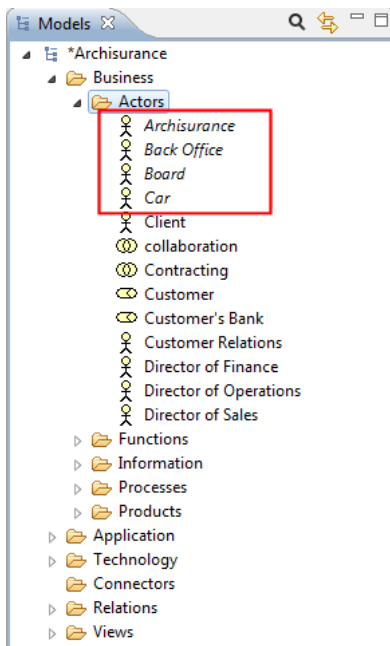 Models
*Archisurance
Business
Actors
Archisurance
Back Office
Board
Car
Client
collaboration
Contracting
Customer
Customer's Bank
Customer Relations
Director of Finance
Director of Operations
Director of Sales
Functions
Information
Processes
Products
Application
Technology
Connectors
Relations
Views